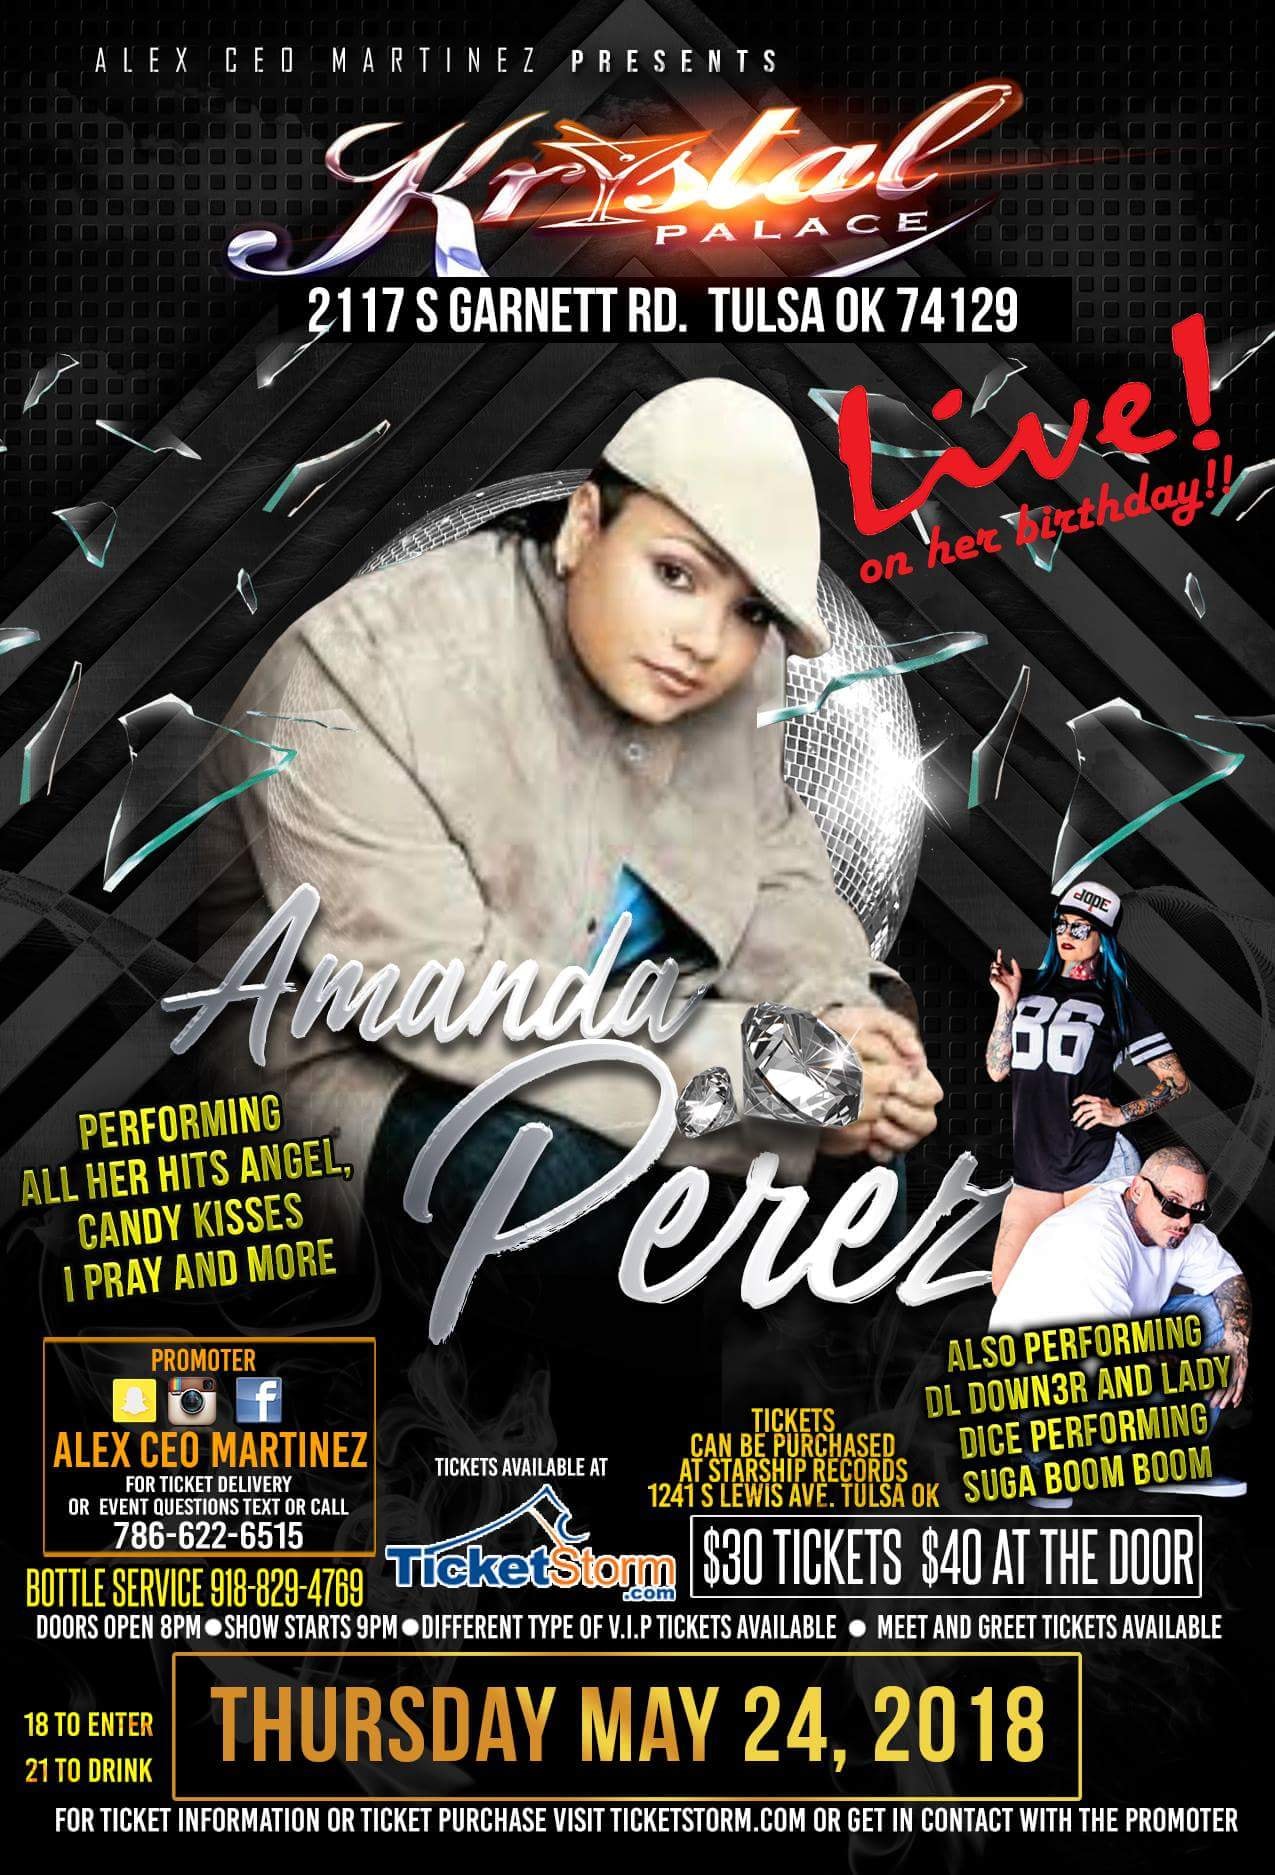 ALEX CEO MARTINEZ PRESENTS
Krystal
PALACE
2117 S GARNETT RD. TULSA OK 74129
Live!
on her birthday!!
dope
86
Amanda
Perez
PERFORMING
ALL HER HITS ANGEL,
CANDY KISSES
I PRAY AND MORE
ALSO PERFORMING
DL DOWN3R AND LADY
DICE PERFORMING
SUGA BOOM BOOM
PROMOTER
f
ALEX CEO MARTINEZ
FOR TICKET DELIVERY
OR EVENT QUESTIONS TEXT OR CALL
786-622-6515
BOTTLE SERVICE 918-829-4769
TICKETS AVAILABLE AT
TicketStorm
.com
TICKETS
CAN BE PURCHASED
AT STARSHIP RECORDS
1241 S LEWIS AVE. TULSA OK
$30 TICKETS $40 AT THE DOOR
DOORS OPEN 8PM ● SHOW STARTS 9PM ● DIFFERENT TYPE OF V.I.P TICKETS AVAILABLE ● MEET AND GREET TICKETS AVAILABLE
18 TO ENTER
21 TO DRINK
THURSDAY MAY 24, 2018
FOR TICKET INFORMATION OR TICKET PURCHASE VISIT TICKETSTORM.COM OR GET IN CONTACT WITH THE PROMOTER